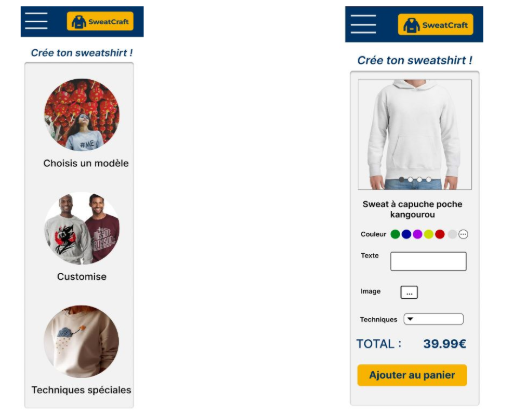 SweatCraft
Crée ton sweatshirt !
#ME
Choisis un modèle
Customise
Techniques spéciales
SweatCraft
Crée ton sweatshirt !
Sweat à capuche poche
kangourou
Couleur
...
Texte
Image
...
Techniques
TOTAL : 39.99€
Ajouter au panier